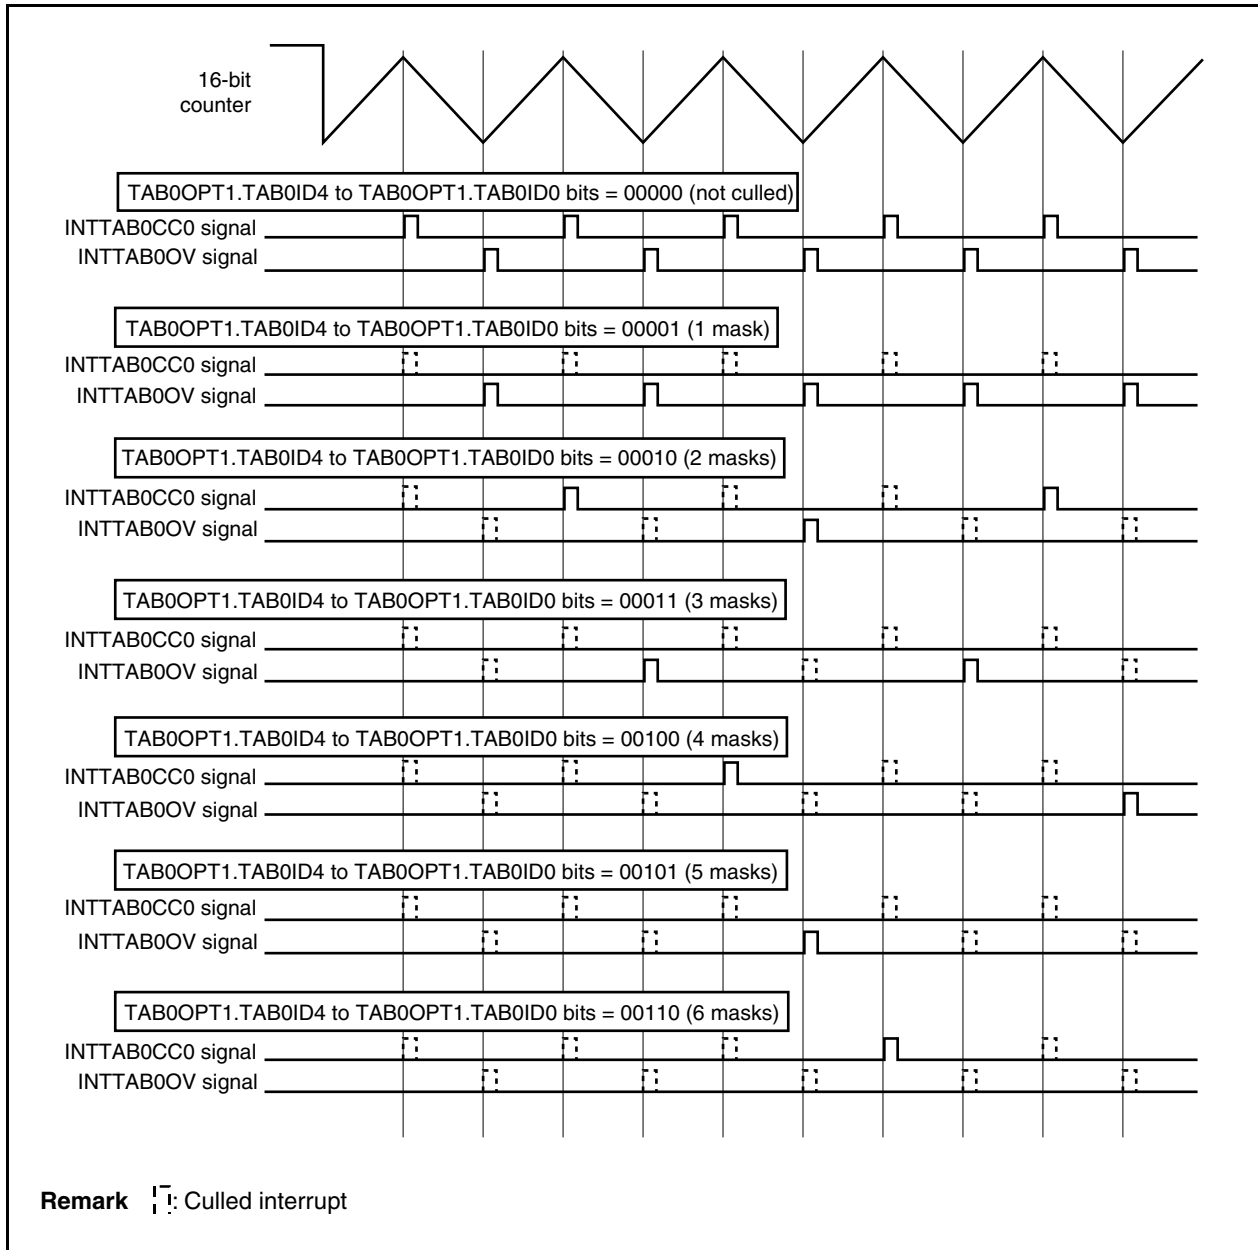 16-bit
counter
TAB0OPT1.TAB0ID4 to TAB0OPT1.TAB0ID0 bits = 00000 (not culled)
INTTAB0CC0 signal
INTTAB0OV signal
TAB0OPT1.TAB0ID4 to TAB0OPT1.TAB0ID0 bits = 00001 (1 mask)
INTTAB0CC0 signal
INTTAB0OV signal
TAB0OPT1.TAB0ID4 to TAB0OPT1.TAB0ID0 bits = 00010 (2 masks)
INTTAB0CC0 signal
INTTAB0OV signal
TAB0OPT1.TAB0ID4 to TAB0OPT1.TAB0ID0 bits = 00011 (3 masks)
INTTAB0CC0 signal
INTTAB0OV signal
TAB0OPT1.TAB0ID4 to TAB0OPT1.TAB0ID0 bits = 00100 (4 masks)
INTTAB0CC0 signal
INTTAB0OV signal
TAB0OPT1.TAB0ID4 to TAB0OPT1.TAB0ID0 bits = 00101 (5 masks)
INTTAB0CC0 signal
INTTAB0OV signal
TAB0OPT1.TAB0ID4 to TAB0OPT1.TAB0ID0 bits = 00110 (6 masks)
INTTAB0CC0 signal
INTTAB0OV signal
Remark : Culled interrupt